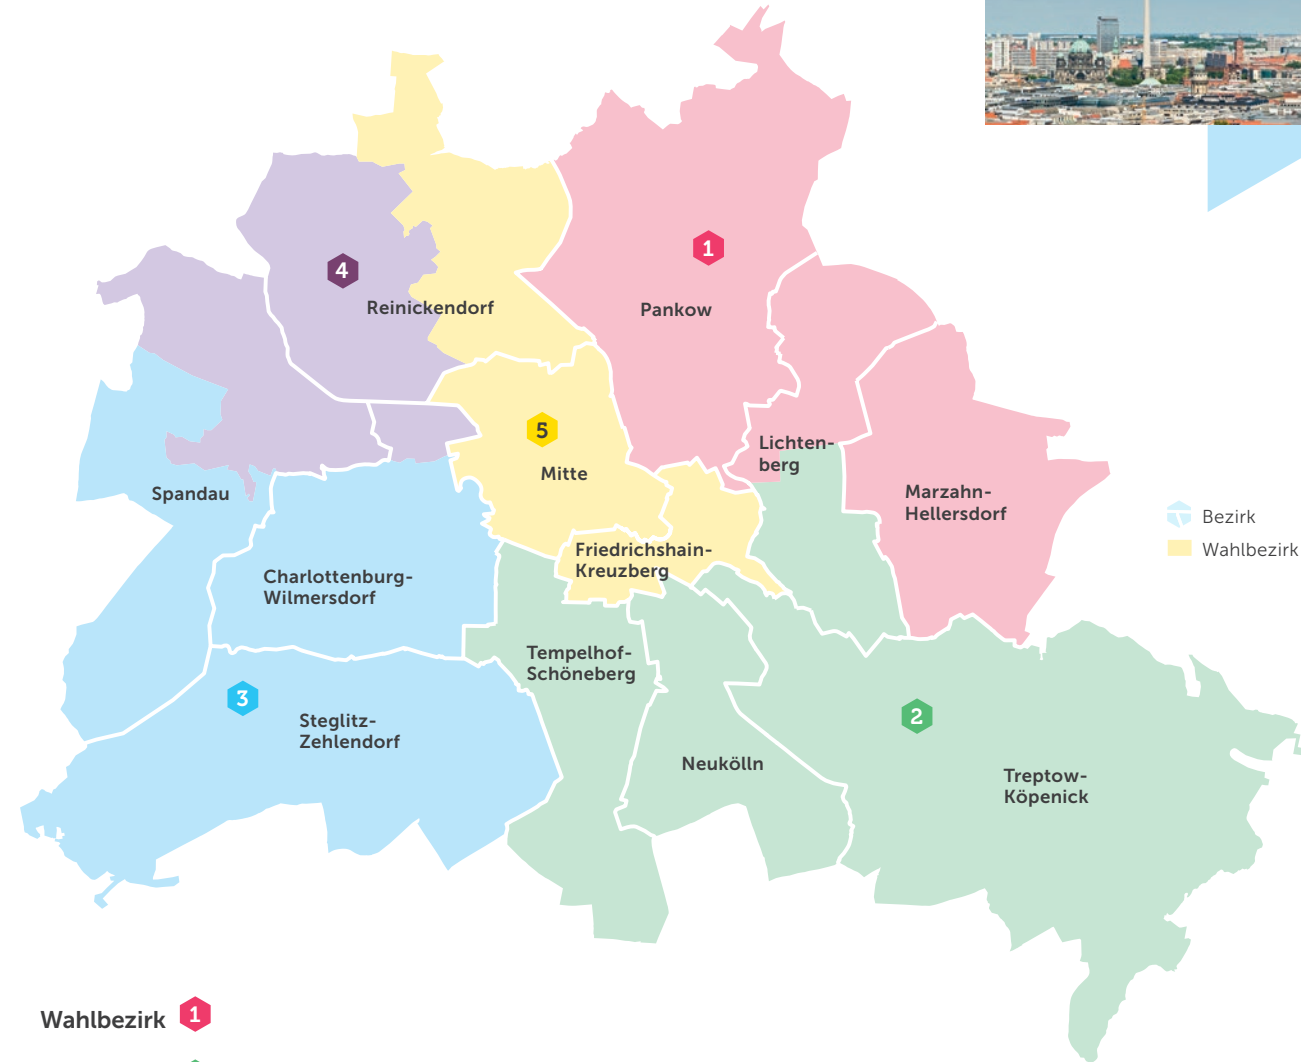 1
4
Reinickendorf
Pankow
5
Mitte
Lichten-
berg
Spandau
Marzahn-
Hellersdorf
Bezirk
Wahlbezirk
Friedrichshain-
Kreuzberg
Charlottenburg-
Wilmersdorf
Tempelhof-
Schöneberg
3
Steglitz-
Zehlendorf
2
Neukölln
Treptow-
Köpenick
Wahlbezirk 1